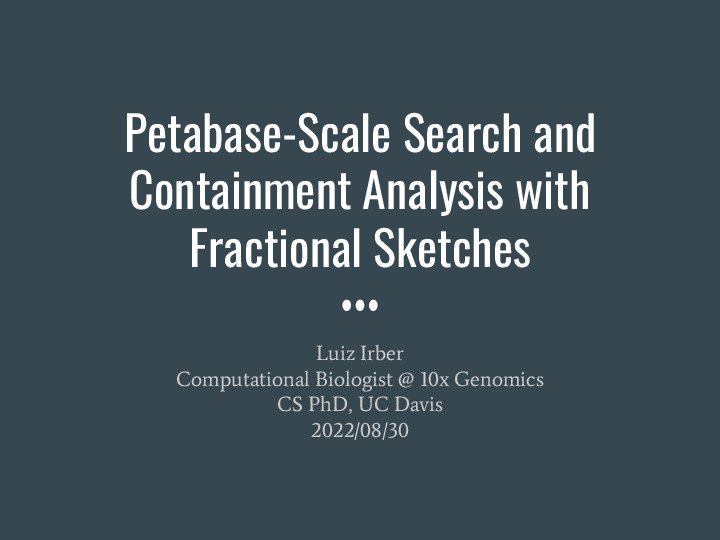 Petabase-Scale Search and
Containment Analysis with
Fractional Sketches
Luiz Irber
Computational Biologist @ 10x Genomics
CS PhD, UC Davis
2022/08/30